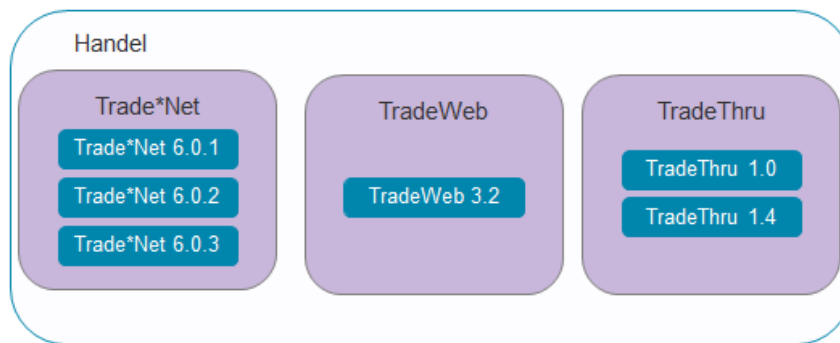 Handel
Trade*Net
Trade*Net 6.0.1
Trade*Net 6.0.2
Trade*Net 6.0.3
TradeWeb
TradeWeb 3.2
TradeThru
TradeThru 1.0
TradeThru 1.4